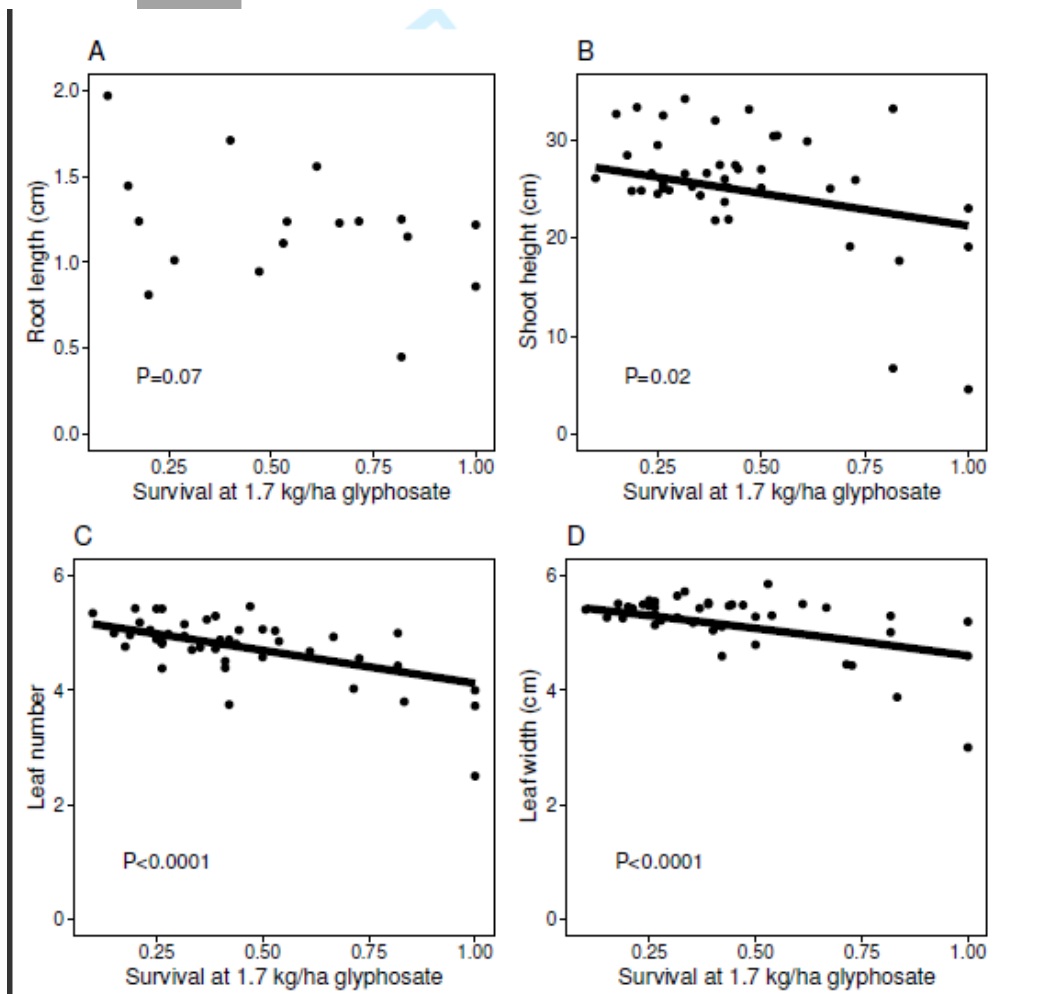 A
B
2.0
1.5
1.0
0.5
0.0
Root length (cm)
P=0.07
0.25 0.50 0.75 1.00
Survival at 1.7 kg/ha glyphosate
30
20
10
0
Shoot height (cm)
P=0.02
0.25 0.50 0.75 1.00
Survival at 1.7 kg/ha glyphosate
C
D
6
4
2
0
Leaf number
P<0.0001
0.25 0.50 0.75 1.00
Survival at 1.7 kg/ha glyphosate
6
4
2
0
Leaf width (cm)
P<0.0001
0.25 0.50 0.75 1.00
Survival at 1.7 kg/ha glyphosate